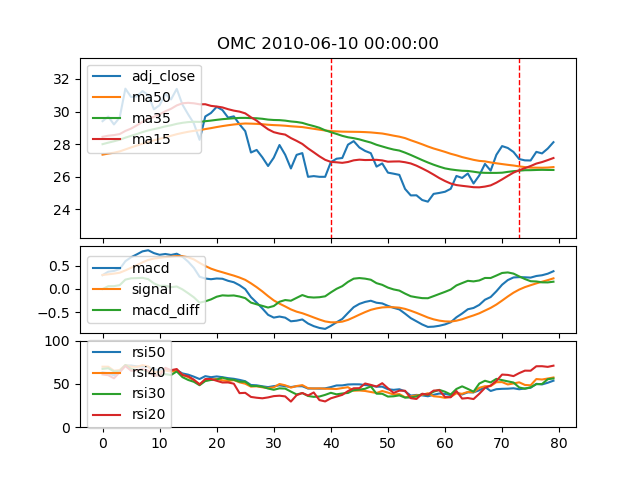 OMC 2010-06-10 00:00:00
32
30
28
26
24
adj_close
ma50
ma35
ma15
0.5
0.0
−0.5
macd
signal
macd_diff
100
50
0
rsi50
rsi40
rsi30
rsi20
0 10 20 30 40 50 60 70 80